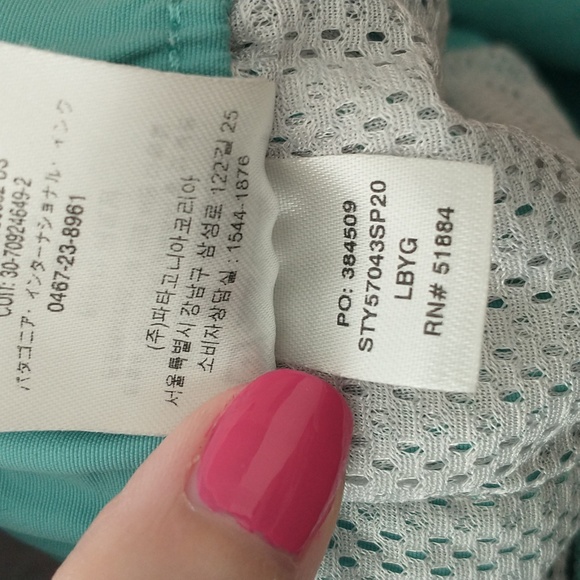 CUIT: 30-70924649-2
パタゴニア・インターナショナル・インク
0467-23-8961
(주)파타고니아코리아
서울특별시 강남구 삼성로 122길 25
소비자상담실 : 1544-1876
PO: 384509
STY57043SP20
LBYG
RN# 51884